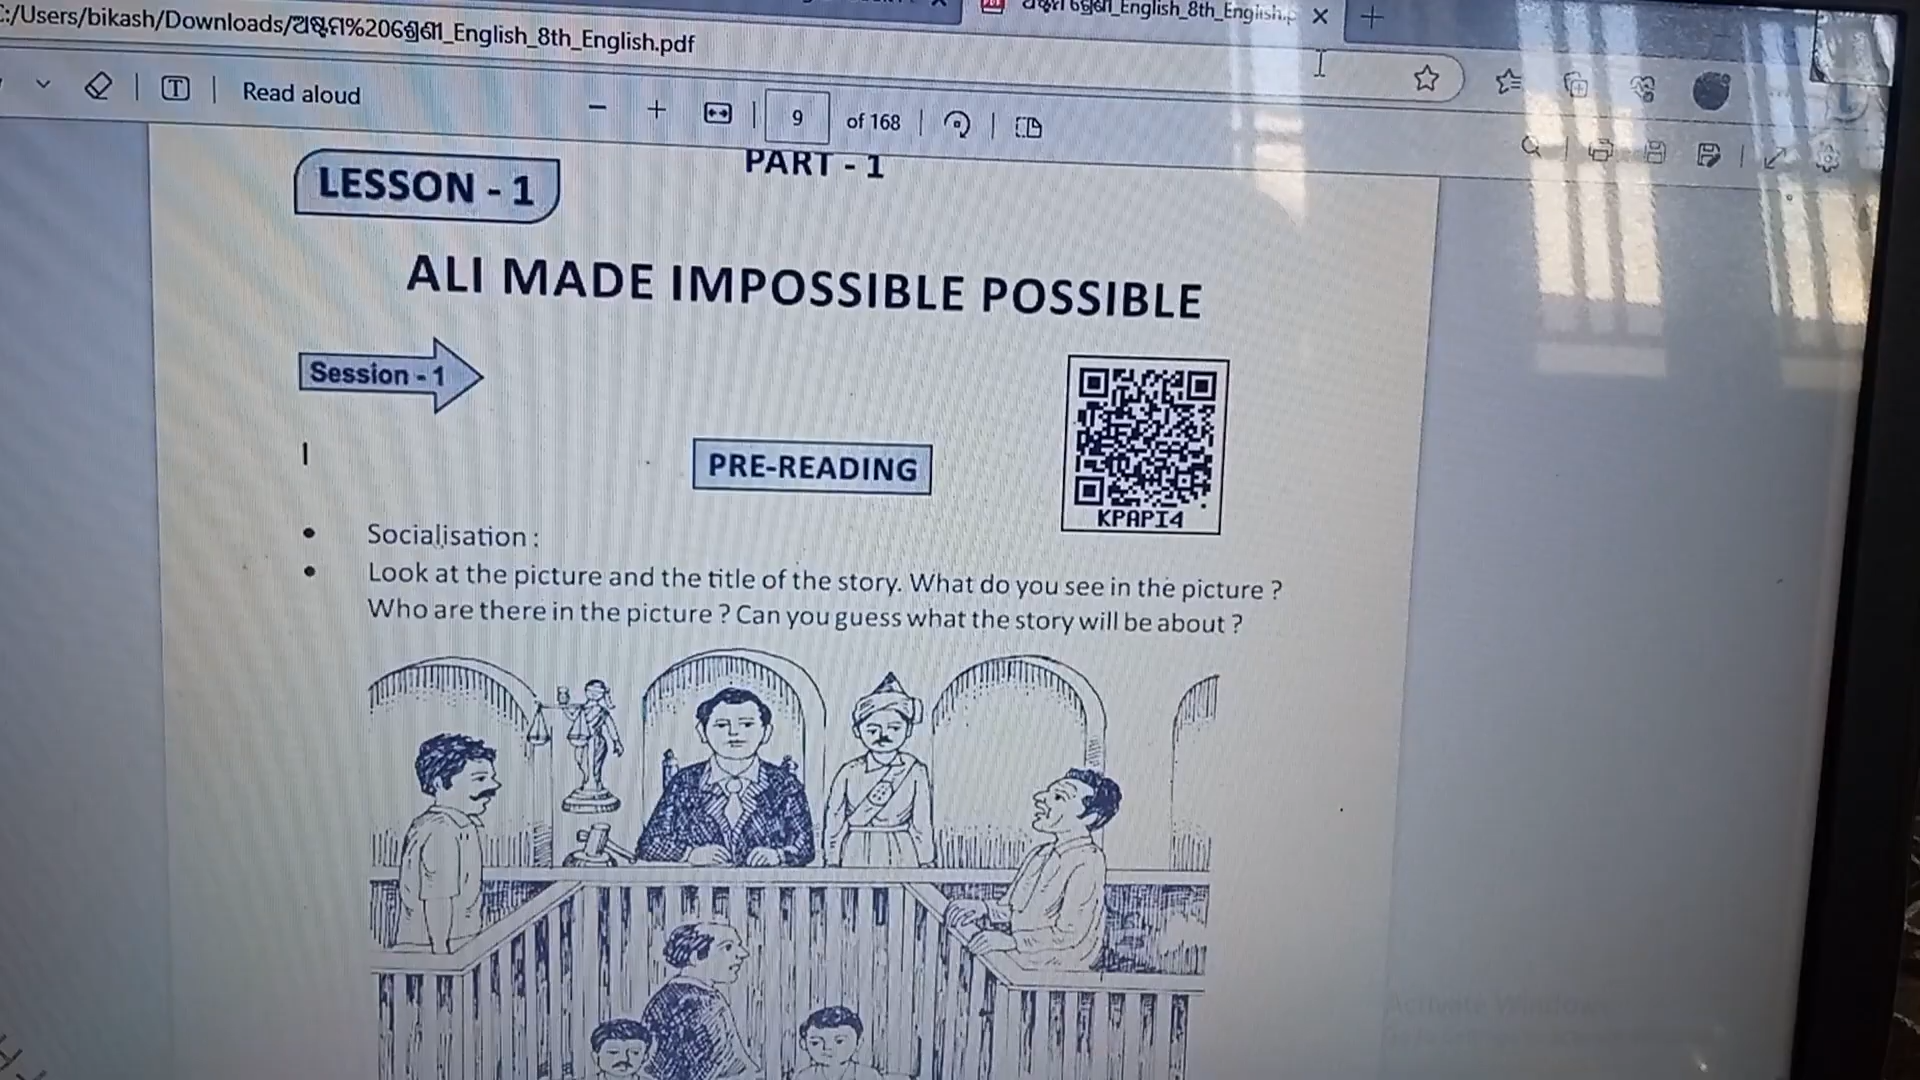 C:/Users/bikash/Downloads/ଅଷ୍ଟମ%20ଶ୍ରେଣୀ_English_8th_English.pdf
Read aloud
9 of 168
PART - 1
LESSON - 1
ALI MADE IMPOSSIBLE POSSIBLE
Session - 1
I
PRE-READING
KPAPI4
• Socialisation :
• Look at the picture and the title of the story. What do you see in the picture ?
Who are there in the picture ? Can you guess what the story will be about ?
Activate Windows